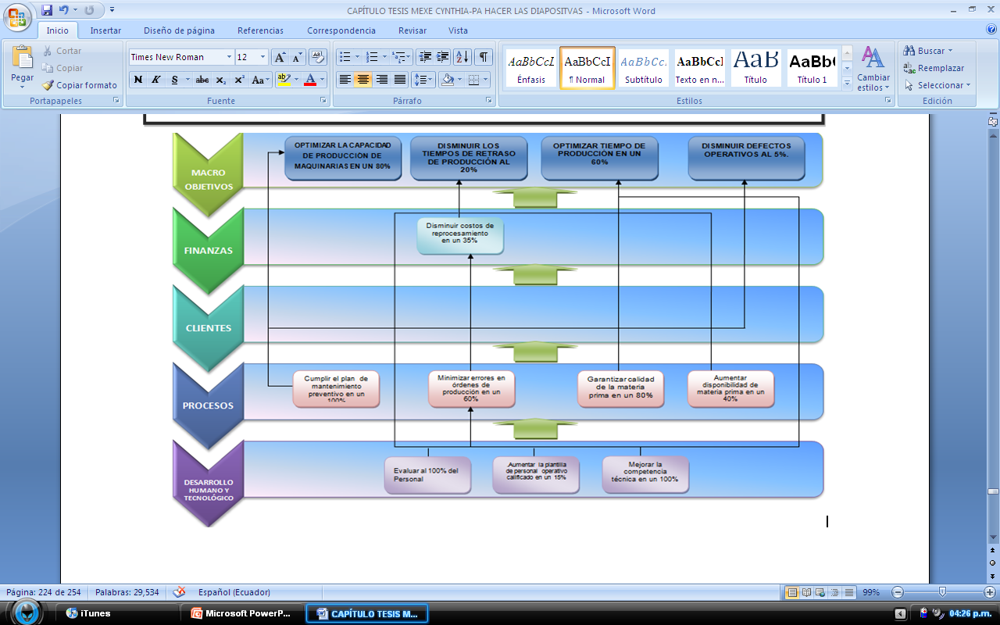 CAPÍTULO TESIS MEXE CYNTHIA-PA HACER LAS DIAPOSITVAS - Microsoft Word
Inicio Insertar Diseño de página Referencias Correspondencia Revisar Vista
Pegar
Cortar
Copiar
Copiar formato
Portapapeles
Times New Roman 12
N K S abc x₂ x² Aa ab A
Fuente
Párrafo
AaBbCcI AaBbCcI AaBbCc. AaBbCcI AaB AaBbC
Énfasis ¶ Normal Subtítulo Texto en n... Título Título 1
Cambiar
estilos
Estilos
Buscar
Reemplazar
Seleccionar
Edición
MACRO
OBJETIVOS
OPTIMIZAR LA CAPACIDAD
DE PRODUCCIÓN DE
MAQUINARIAS EN UN 80%
DISMINUIR LOS
TIEMPOS DE RETRASO
DE PRODUCCIÓN AL
20%
OPTIMIZAR TIEMPO DE
PRODUCCIÓN EN UN
60%
DISMINUIR DEFECTOS
OPERATIVOS AL 5%.
FINANZAS
Disminuir costos de
reprocesamiento
en un 35%
CLIENTES
PROCESOS
Cumplir el plan de
mantenimiento
preventivo en un
100%
Minimizar errores en
órdenes de
producción en un
60%
Garantizar calidad
de la materia
prima en un 80%
Aumentar
disponibilidad de
materia prima en un
40%
DESARROLLO
HUMANO Y
TECNOLÓGICO
Evaluar al 100% del
Personal
Aumentar la plantilla
de personal operativo
calificado en un 15%
Mejorar la
competencia
técnica en un 100%
Página: 224 de 254 Palabras: 29,534 Español (Ecuador) 99%
iTunes Microsoft PowerP... CAPÍTULO TESIS M... 04:26 p.m.